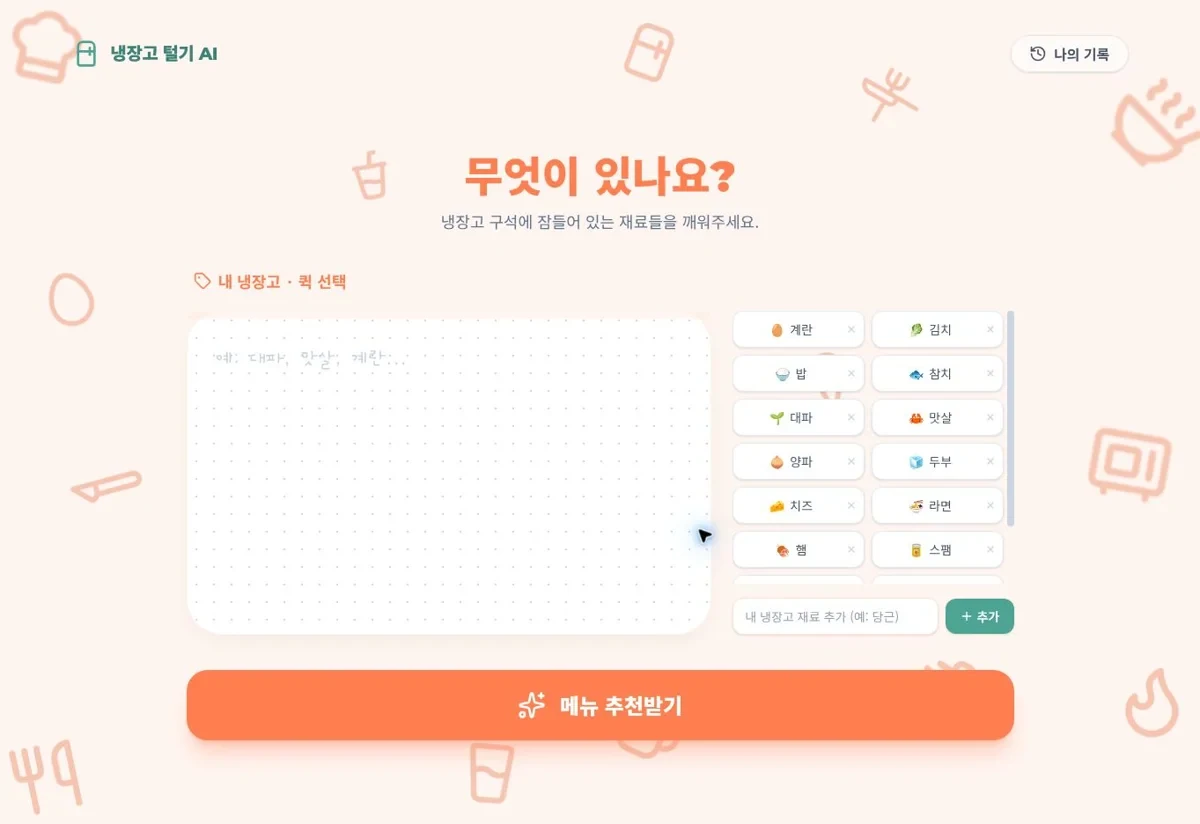 냉장고 털기 AI
나의 기록
무엇이 있나요?
냉장고 구석에 잠들어 있는 재료들을 깨워주세요.
내 냉장고 · 퀵 선택
예: 대파, 맛살, 계란...
계란 ×
김치 ×
밥 ×
참치 ×
대파 ×
맛살 ×
양파 ×
두부 ×
치즈 ×
라면 ×
햄 ×
스팸 ×
내 냉장고 재료 추가 (예: 당근)
+ 추가
메뉴 추천받기